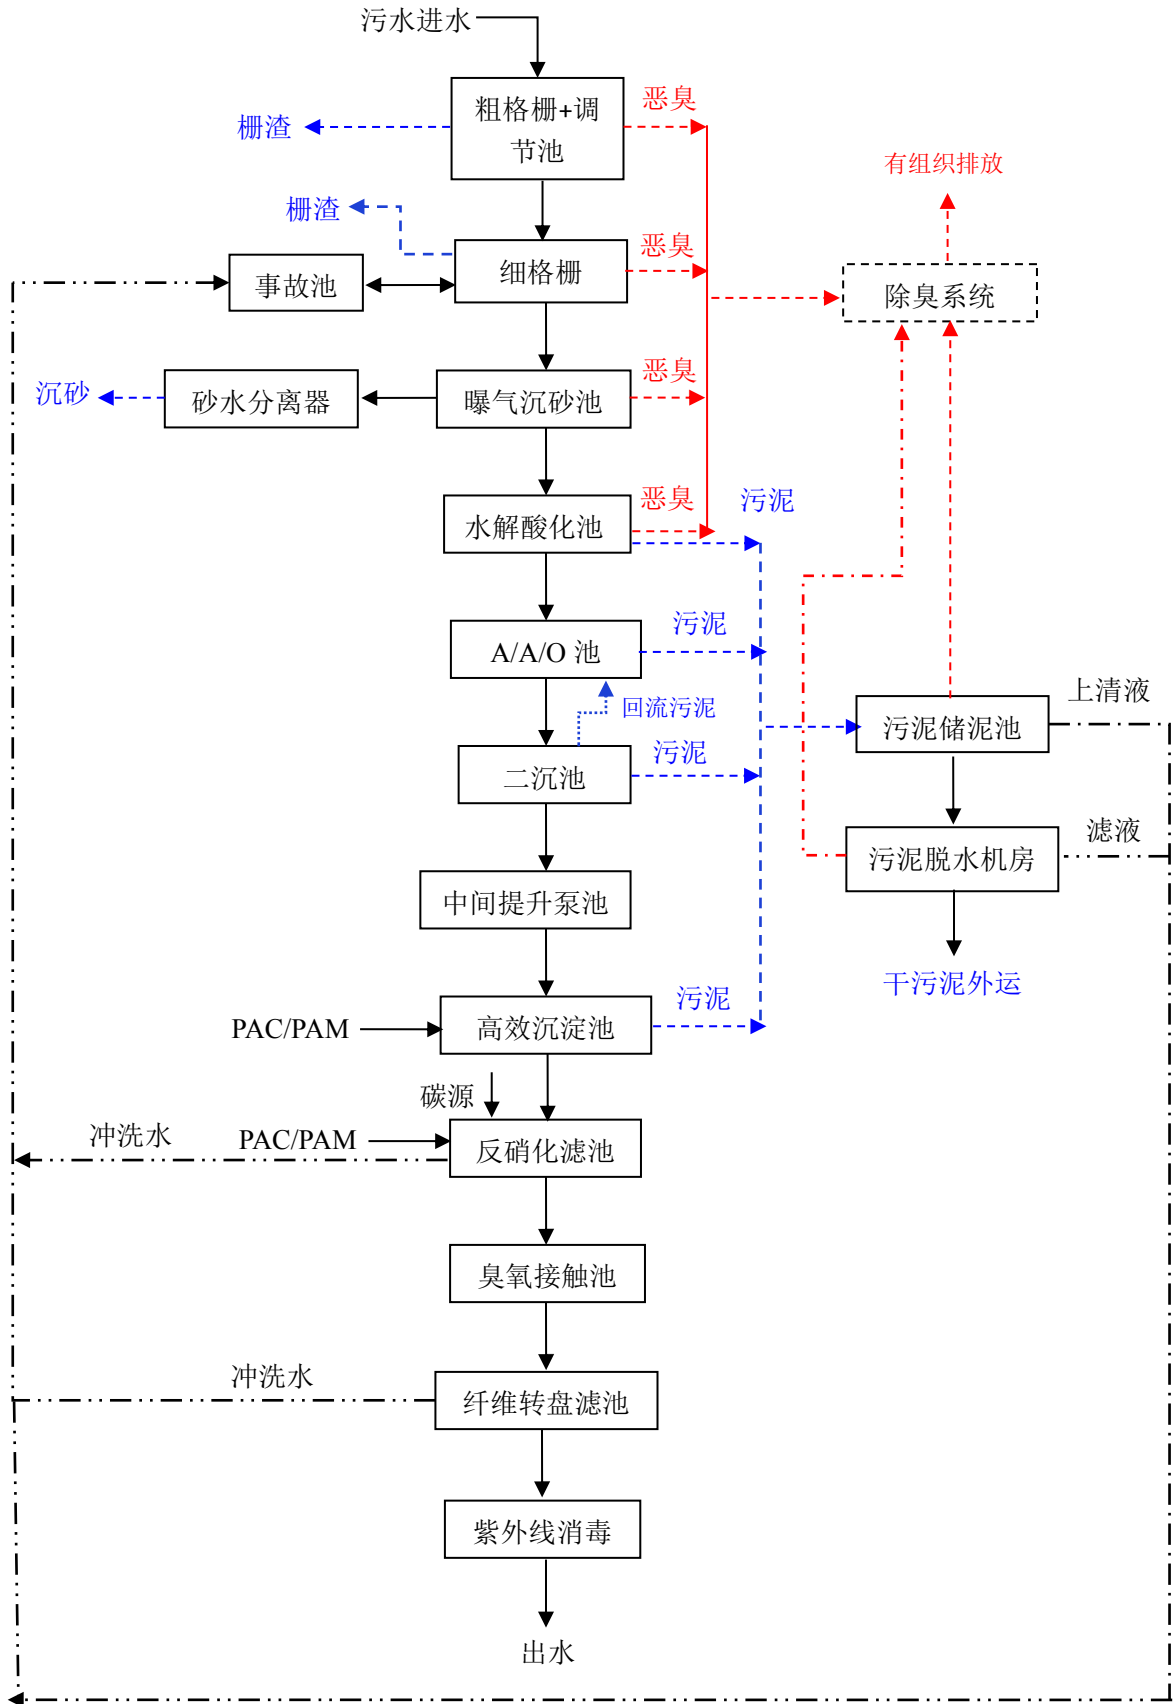 污水进水
粗格栅+调
节池
恶臭
栅渣
有组织排放
栅渣
细格栅
恶臭
事故池
除臭系统
沉砂
砂水分离器
曝气沉砂池
恶臭
水解酸化池
恶臭
污泥
A/A/O 池
污泥
回流污泥
上清液
污泥储泥池
二沉池
污泥
滤液
污泥脱水机房
中间提升泵池
干污泥外运
PAC/PAM
高效沉淀池
污泥
碳源
冲洗水
PAC/PAM
反硝化滤池
臭氧接触池
冲洗水
纤维转盘滤池
紫外线消毒
出水